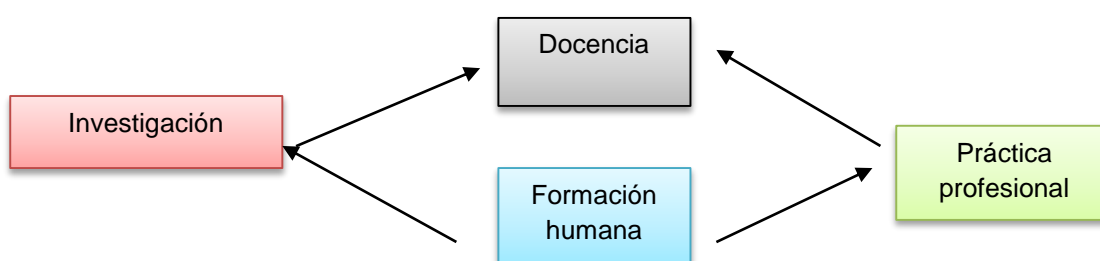 Docencia
Investigación
Práctica
profesional
Formación
humana